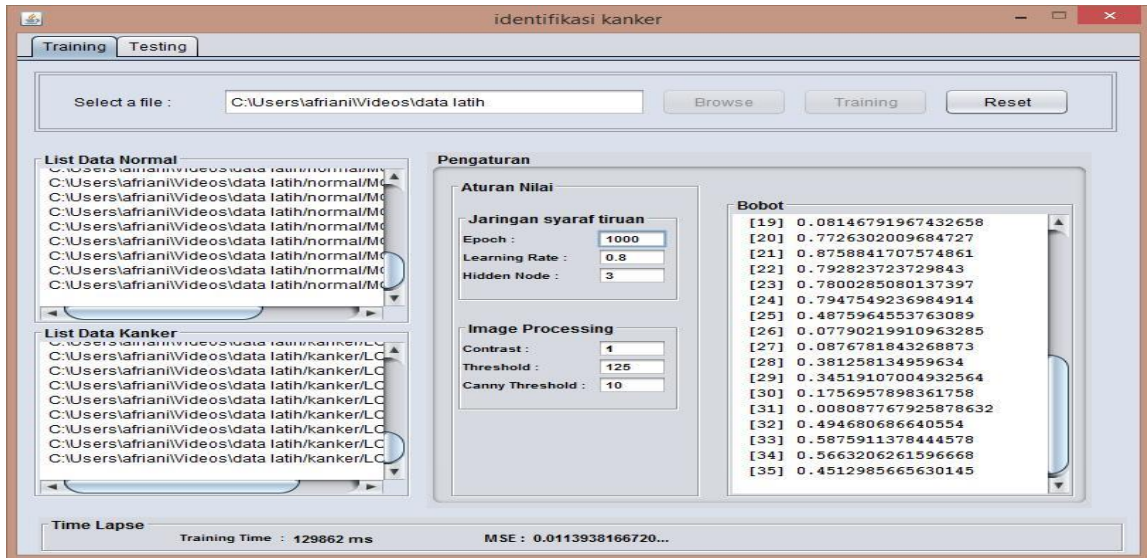 identifikasi kanker
Training Testing
Select a file : C:\Users\afriani\Videos\data latih Browse Training Reset
List Data Normal
C:\Users\afriani\Videos\data latih/normal/M
C:\Users\afriani\Videos\data latih/normal/M
C:\Users\afriani\Videos\data latih/normal/M
C:\Users\afriani\Videos\data latih/normal/M
C:\Users\afriani\Videos\data latih/normal/M
C:\Users\afriani\Videos\data latih/normal/M
C:\Users\afriani\Videos\data latih/normal/M
C:\Users\afriani\Videos\data latih/normal/M
List Data Kanker
C:\Users\afriani\Videos\data latih/kanker/LC
C:\Users\afriani\Videos\data latih/kanker/LC
C:\Users\afriani\Videos\data latih/kanker/LC
C:\Users\afriani\Videos\data latih/kanker/LC
C:\Users\afriani\Videos\data latih/kanker/LC
C:\Users\afriani\Videos\data latih/kanker/LC
C:\Users\afriani\Videos\data latih/kanker/LC
C:\Users\afriani\Videos\data latih/kanker/LC
Pengaturan
Aturan Nilai
Jaringan syaraf tiruan
Epoch : 1000
Learning Rate : 0.8
Hidden Node : 3
Image Processing
Contrast : 1
Threshold : 125
Canny Threshold : 10
Bobot
[19] 0.08146791967432658
[20] 0.7726302009684727
[21] 0.8758841707574861
[22] 0.792823723729843
[23] 0.7800285080137397
[24] 0.7947549236984914
[25] 0.4875964553763089
[26] 0.07790219910963285
[27] 0.0876781843268873
[28] 0.381258134959634
[29] 0.34519107004932564
[30] 0.1756957898361758
[31] 0.008087767925878632
[32] 0.494680686640554
[33] 0.5875911378444578
[34] 0.5663206261596668
[35] 0.4512985665630145
Time Lapse
Training Time : 129862 ms MSE : 0.0113938166720...